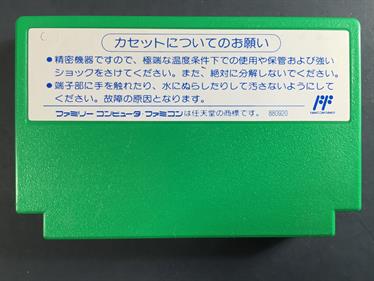 カセットについてのお願い
●精密機器ですので、極端な温度条件下での使用や保管および強い
ショックをさけてください。また、絶対に分解しないでください。
●端子部に手を触れたり、水にぬらしたりして汚さないようにして
ください。故障の原因となります。
ファミリーコンピュータ・ファミコンは任天堂の商標です。 880920